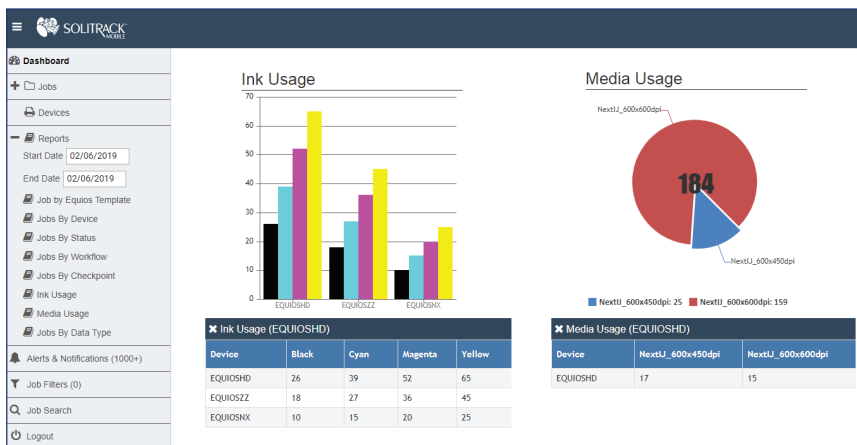 SOLITRACK
MOBILE
Dashboard
Jobs
Devices
Reports
Start Date 02/06/2019
End Date 02/06/2019
Job by Equios Template
Jobs By Device
Jobs By Status
Jobs By Workflow
Jobs By Checkpoint
Ink Usage
Media Usage
Jobs By Data Type
Alerts & Notifications (1000+)
Job Filters (0)
Job Search
Logout
Ink Usage
70
60
50
40
30
20
10
0
EQUIOSHD EQUIOSZZ EQUIOSNX
Ink Usage (EQUIOSHD)
Device Black Cyan Magenta Yellow
EQUIOSHD 26 39 52 65
EQUIOSZZ 18 27 36 45
EQUIOSNX 10 15 20 25
Media Usage
NextIJ_600x600dpi
184
NextIJ_600x450dpi
NextIJ_600x450dpi: 25 NextIJ_600x600dpi: 159
Media Usage (EQUIOSHD)
Device NextIJ_600x450dpi NextIJ_600x600dpi
EQUIOSHD 17 15